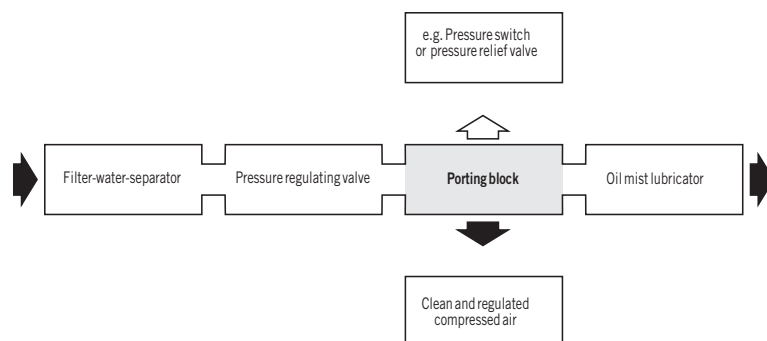 e.g. Pressure switch
or pressure relief valve
Filter-water-separator
Pressure regulating valve
Porting block
Oil mist lubricator
Clean and regulated
compressed air